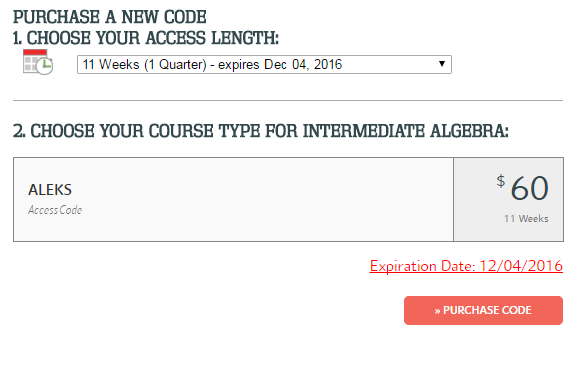 PURCHASE A NEW CODE
1. CHOOSE YOUR ACCESS LENGTH:
11 Weeks (1 Quarter) - expires Dec 04, 2016
2. CHOOSE YOUR COURSE TYPE FOR INTERMEDIATE ALGEBRA:
ALEKS
Access Code
$60
11 Weeks
Expiration Date: 12/04/2016
» PURCHASE CODE